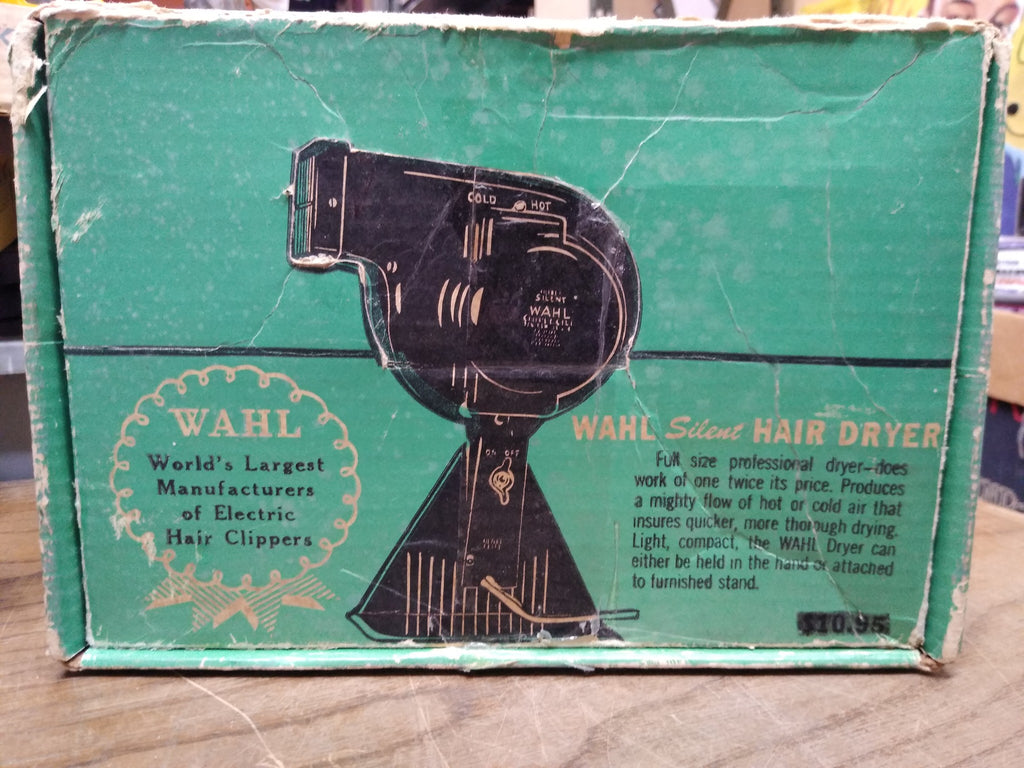 COLD HOT
SILENT
WAHL
WAHL
World's Largest
Manufacturers
of Electric
Hair Clippers
ON OFF
WAHL Silent HAIR DRYER
Full size professional dryer—does
work of one twice its price. Produces
a mighty flow of hot or cold air that
insures quicker, more thorough drying.
Light, compact, the WAHL Dryer can
either be held in the hand or attached
to furnished stand.
$10.95